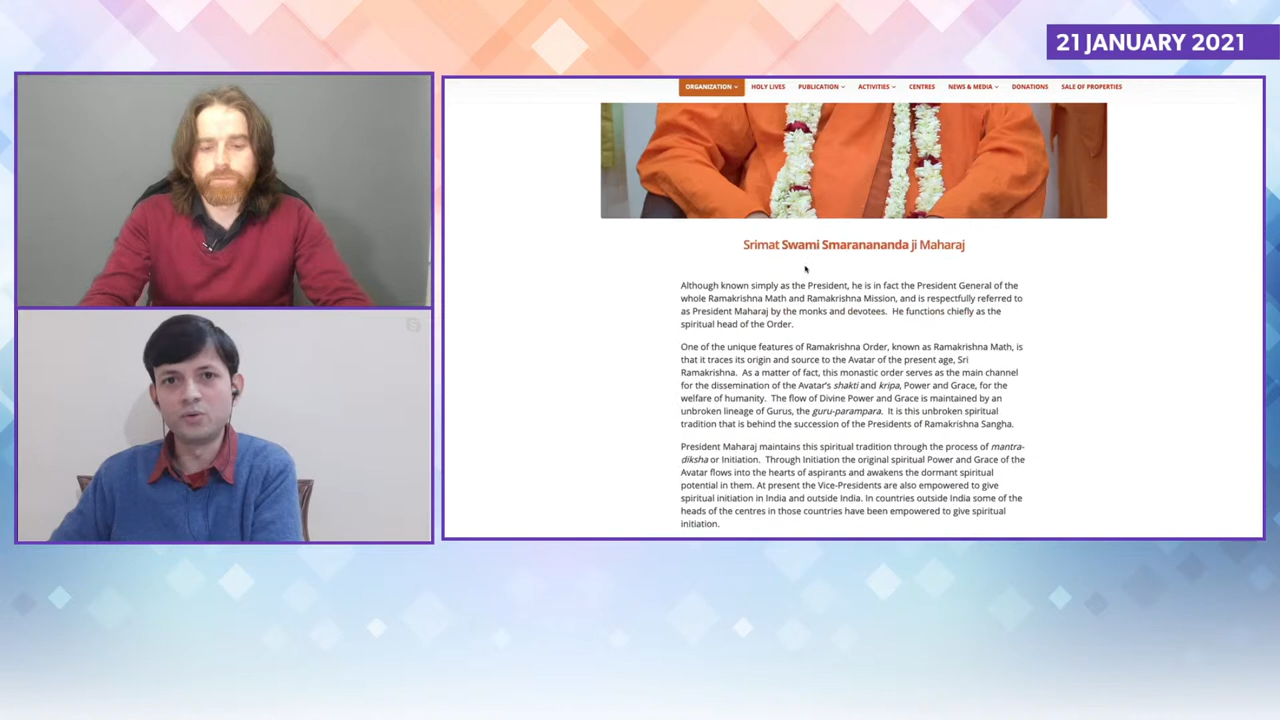 21 JANUARY 2021
ORGANIZATION HOLY LIVES PUBLICATION ACTIVITIES CENTRES NEWS & MEDIA DONATIONS SALE OF PROPERTIES
Srimat Swami Smaranananda ji Maharaj
Although known simply as the President, he is in fact the President General of the
whole Ramakrishna Math and Ramakrishna Mission, and is respectfully referred to
as President Maharaj by the monks and devotees. He functions chiefly as the
spiritual head of the Order.
One of the unique features of Ramakrishna Order, known as Ramakrishna Math, is
that it traces its origin and source to the Avatar of the present age, Sri
Ramakrishna. As a matter of fact, this monastic order serves as the main channel
for the dissemination of the Avatar's shakti and kripa, Power and Grace, for the
welfare of humanity. The flow of Divine Power and Grace is maintained by an
unbroken lineage of Gurus, the guru-parampara. It is this unbroken spiritual
tradition that is behind the succession of the Presidents of Ramakrishna Sangha.
President Maharaj maintains this spiritual tradition through the process of mantra-
diksha or Initiation. Through Initiation the original spiritual Power and Grace of the
Avatar flows into the hearts of aspirants and awakens the dormant spiritual
potential in them. At present the Vice-Presidents are also empowered to give
spiritual initiation in India and outside India. In countries outside India some of the
heads of the centres in those countries have been empowered to give spiritual
initiation.